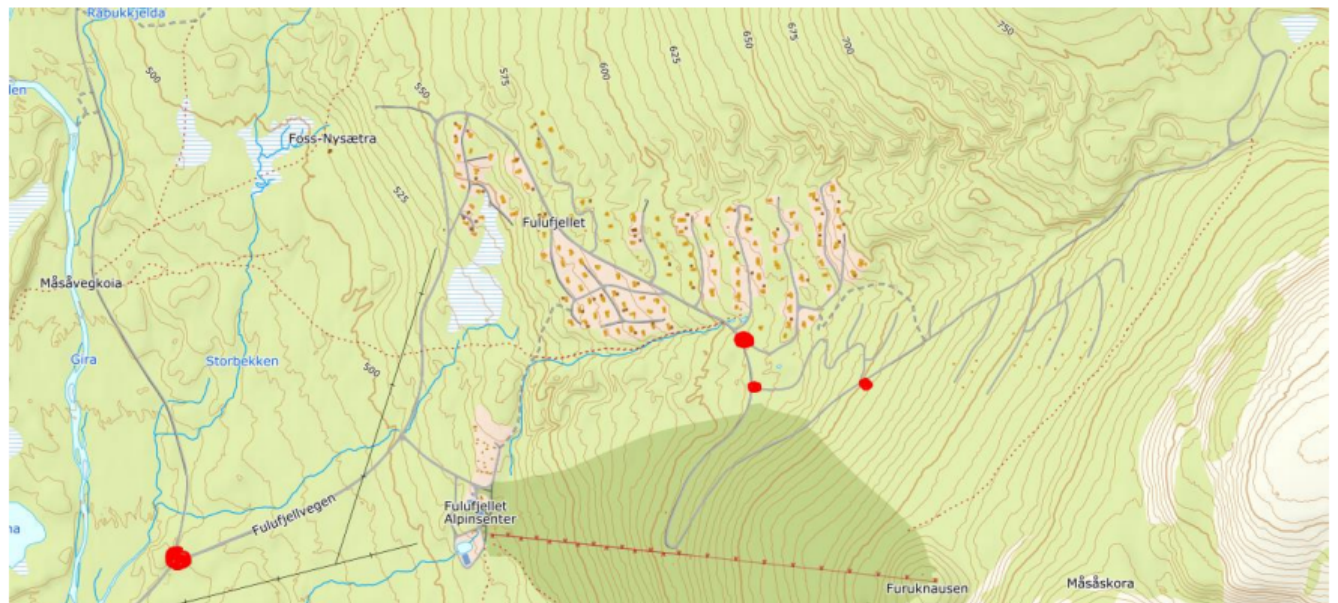 Rabukkjelda
750
700
675
650
625
600
575
550
500
Foss-Nysætra
525
Fulufjellet
Måsåvegkoia
Gira
Storbekken
500
Fulufjellvegen
Fulufjellet
Alpinsenter
Furuknausen
Måsåskora